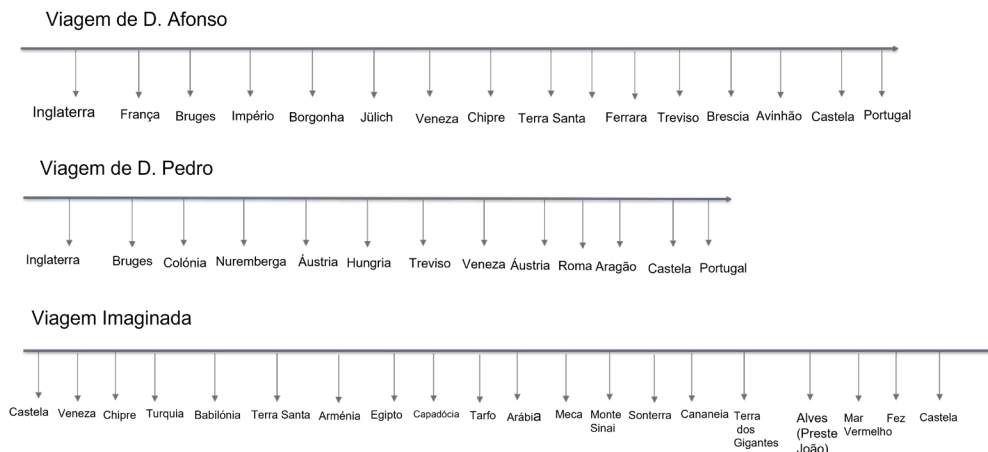 Viagem de D. Afonso
Inglaterra França Bruges Império Borgonha Jülich Veneza Chipre Terra Santa Ferrara Treviso Brescia Avinhão Castela Portugal
Viagem de D. Pedro
Inglaterra Bruges Colónia Nuremberga Áustria Hungria Treviso Veneza Áustria Roma Aragão Castela Portugal
Viagem Imaginada
Castela Veneza Chipre Turquia Babilónia Terra Santa Arménia Egipto Capadócia Tarfo Arábia Meca Monte Sinai Sonterra Cananeia Terra dos Gigantes Alves (Preste João) Mar Vermelho Fez Castela